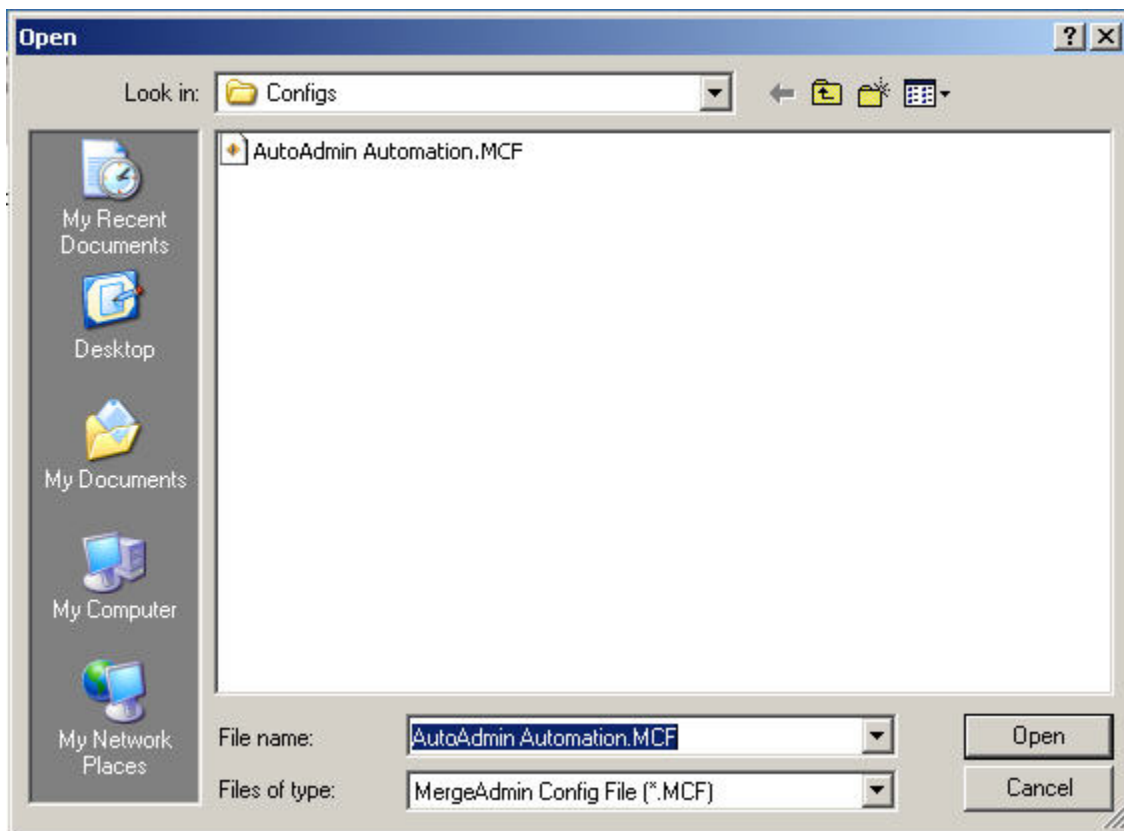 Open
Look in:
Configs
AutoAdmin Automation.MCF
My Recent
Documents
Desktop
My Documents
My Computer
My Network
Places
File name:
AutoAdmin Automation.MCF
Open
Files of type:
MergeAdmin Config File (*.MCF)
Cancel